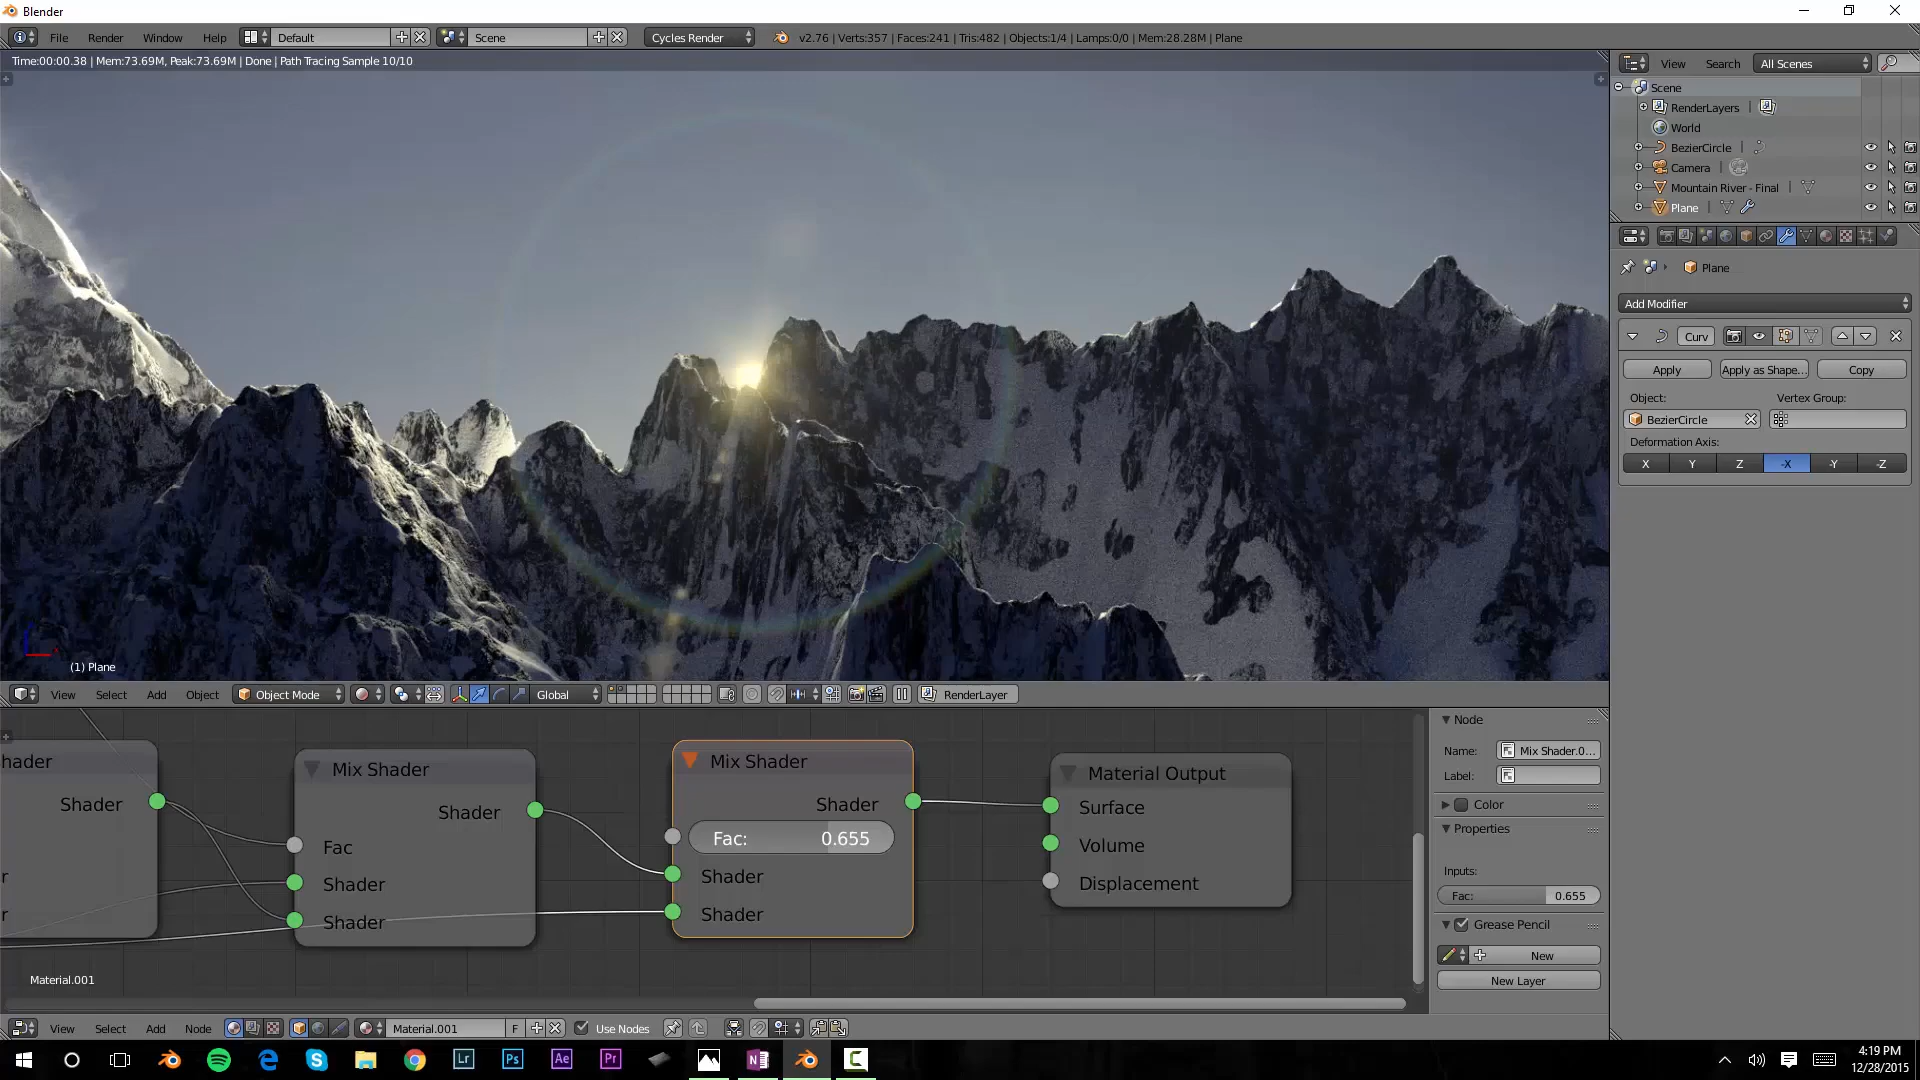 Blender
File Render Window Help Default Scene Cycles Render v2.76 | Verts:357 | Faces:241 | Tris:482 | Objects:1/4 | Lamps:0/0 | Mem:28.28M | Plane
Time:00:00.38 | Mem:73.69M, Peak:73.69M | Done | Path Tracing Sample 10/10
(1) Plane
View Select Add Object Object Mode Global RenderLayer
View Search All Scenes
Scene
RenderLayers
World
BezierCircle
Camera
Mountain River - Final
Plane
Plane
Add Modifier
Curv
Apply Apply as Shape... Copy
Object: Vertex Group:
BezierCircle
Deformation Axis:
X Y Z -X -Y -Z
hader
Shader
r
r
Mix Shader
Shader
Fac
Shader
Shader
Mix Shader
Shader
Fac: 0.655
Shader
Shader
Material Output
Surface
Volume
Displacement
Material.001
Node
Name: Mix Shader.0...
Label:
Color
Properties
Inputs:
Fac: 0.655
Grease Pencil
New
New Layer
View Select Add Node Material.001 F Use Nodes
Lr Ps Ae Pr
4:19 PM
12/28/2015